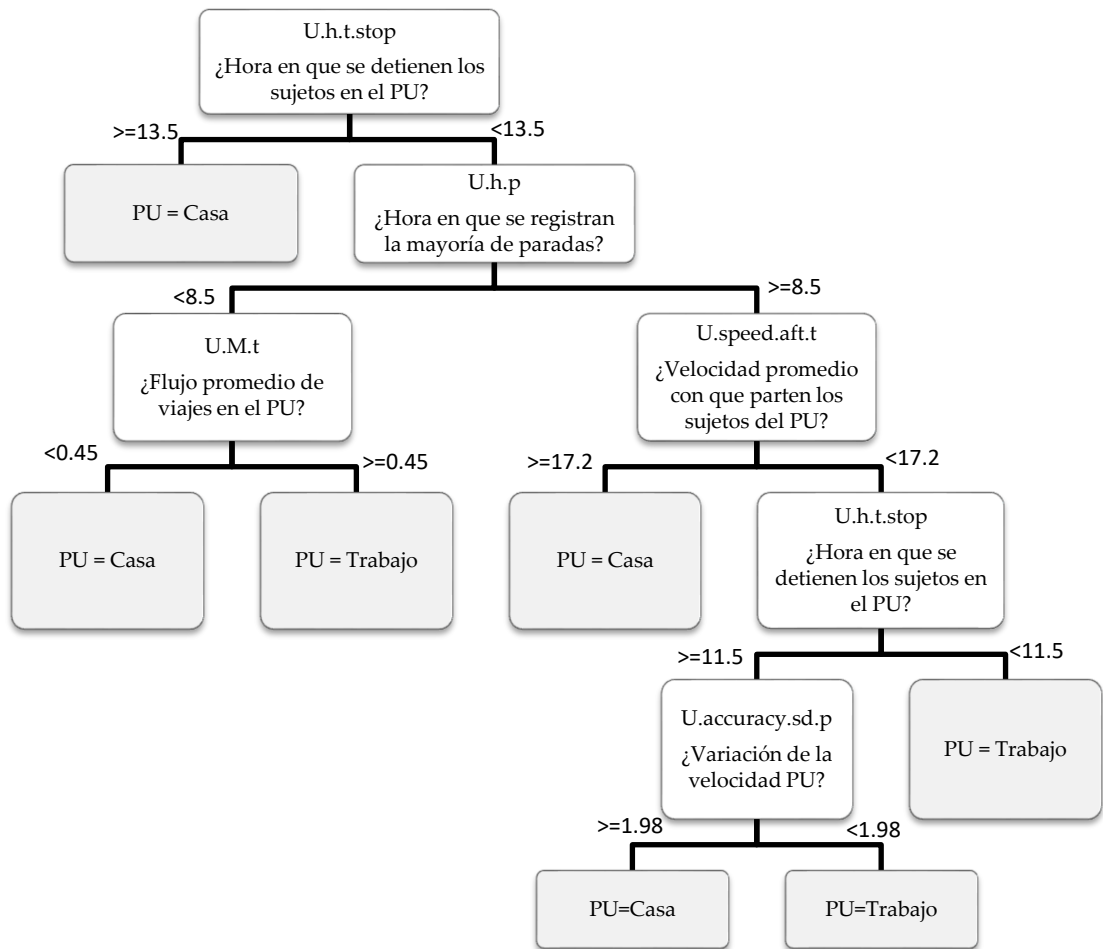 U.h.t.stop
¿Hora en que se detienen los
sujetos en el PU?
>=13.5
<13.5
PU = Casa
U.h.p
¿Hora en que se registran
la mayoría de paradas?
<8.5
>=8.5
U.M.t
¿Flujo promedio de
viajes en el PU?
U.speed.aft.t
¿Velocidad promedio
con que parten los
sujetos del PU?
<0.45
>=0.45
>=17.2
<17.2
PU = Casa
PU = Trabajo
PU = Casa
U.h.t.stop
¿Hora en que se
detienen los sujetos en
el PU?
>=11.5
<11.5
U.accuracy.sd.p
¿Variación de la
velocidad PU?
PU = Trabajo
>=1.98
<1.98
PU=Casa
PU=Trabajo